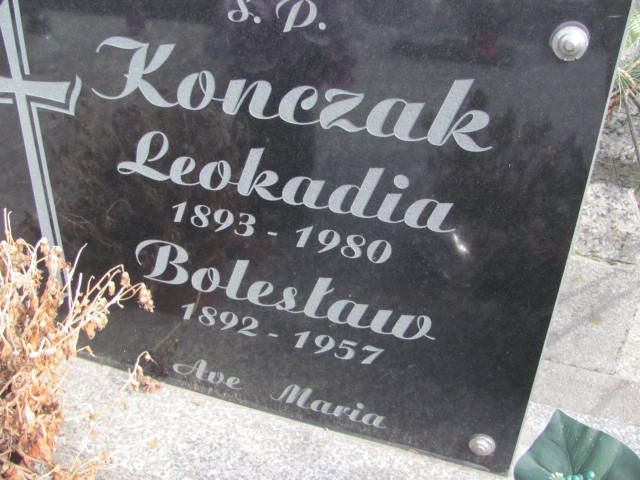 Ś. P.
Konczak
Leokadia
1893 - 1980
Bolesław
1892 - 1957
Ave Maria